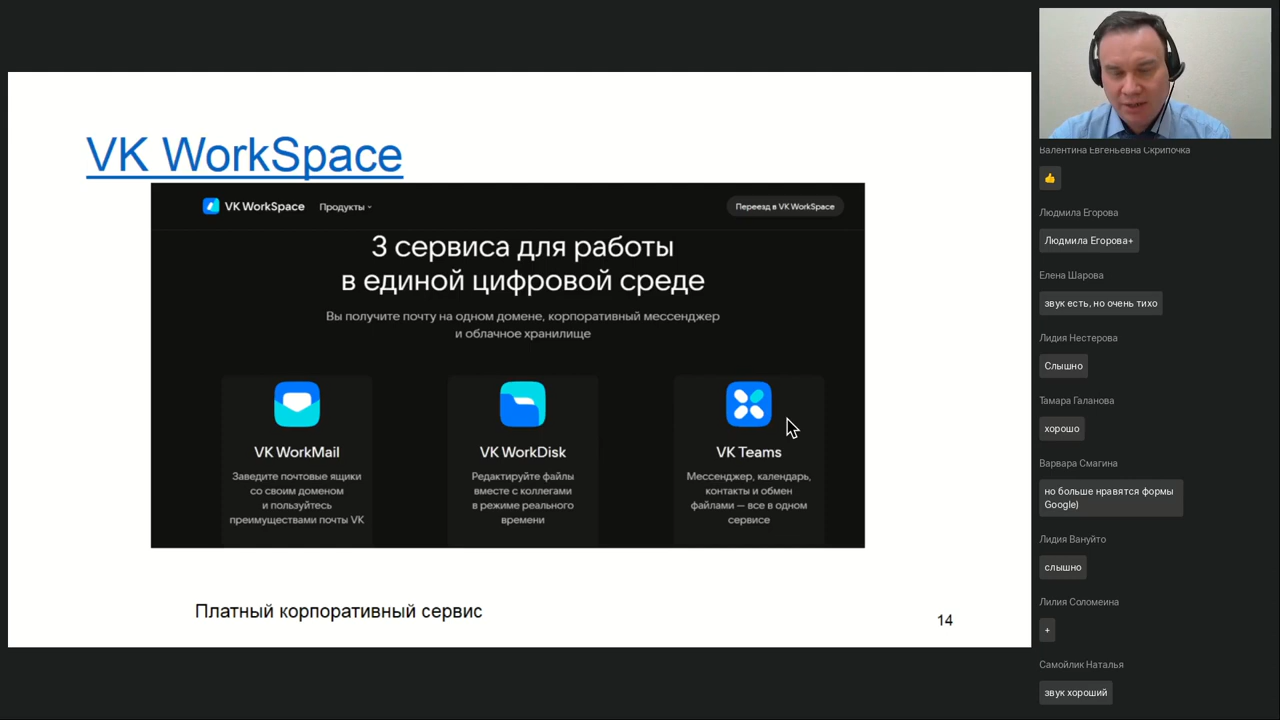 VK WorkSpace
VK WorkSpace
Продукты
Переезд в VK WorkSpace
3 сервиса для работы
в единой цифровой среде
Вы получите почту на одном домене, корпоративный мессенджер
и облачное хранилище
VK WorkMail
Заведите почтовые ящики
со своим доменом
и пользуйтесь
преимуществами почты VK
VK WorkDisk
Редактируйте файлы
вместе с коллегами
в режиме реального
времени
VK Teams
Мессенджер, календарь,
контакты и обмен
файлами — все в одном
сервисе
Платный корпоративный сервис
14
Валентина Евгеньевна Скрипочка
👍
Людмила Егорова
Людмила Егорова+
Елена Шарова
звук есть, но очень тихо
Лидия Нестерова
Слышно
Тамара Галанова
хорошо
Варвара Смагина
но больше нравятся формы
Google)
Лидия Вануйто
слышно
Лилия Соломеина
+
Самойлик Наталья
звук хороший